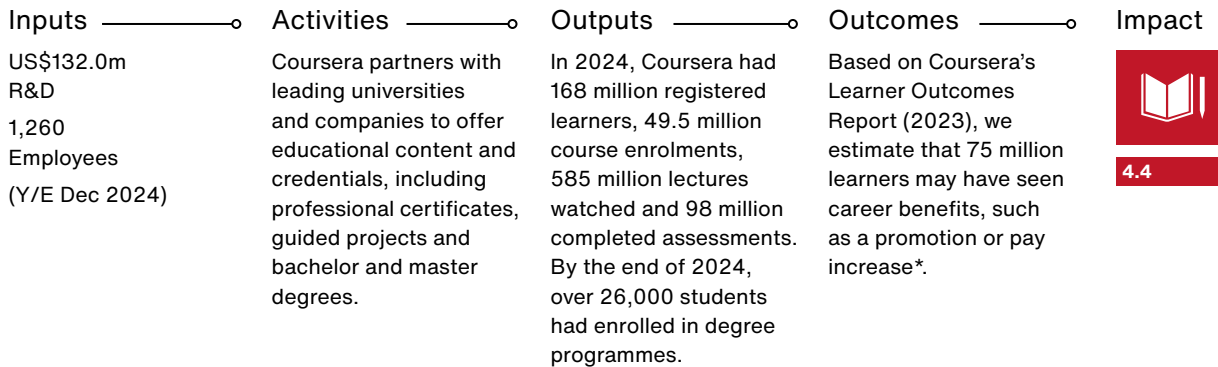 Inputs
US$132.0m
R&D
1,260
Employees
(Y/E Dec 2024)
Activities
Coursera partners with
leading universities
and companies to offer
educational content and
credentials, including
professional certificates,
guided projects and
bachelor and master
degrees.
Outputs
In 2024, Coursera had
168 million registered
learners, 49.5 million
course enrolments,
585 million lectures
watched and 98 million
completed assessments.
By the end of 2024,
over 26,000 students
had enrolled in degree
programmes.
Outcomes
Based on Coursera’s
Learner Outcomes
Report (2023), we
estimate that 75 million
learners may have seen
career benefits, such
as a promotion or pay
increase*.
Impact
4.4